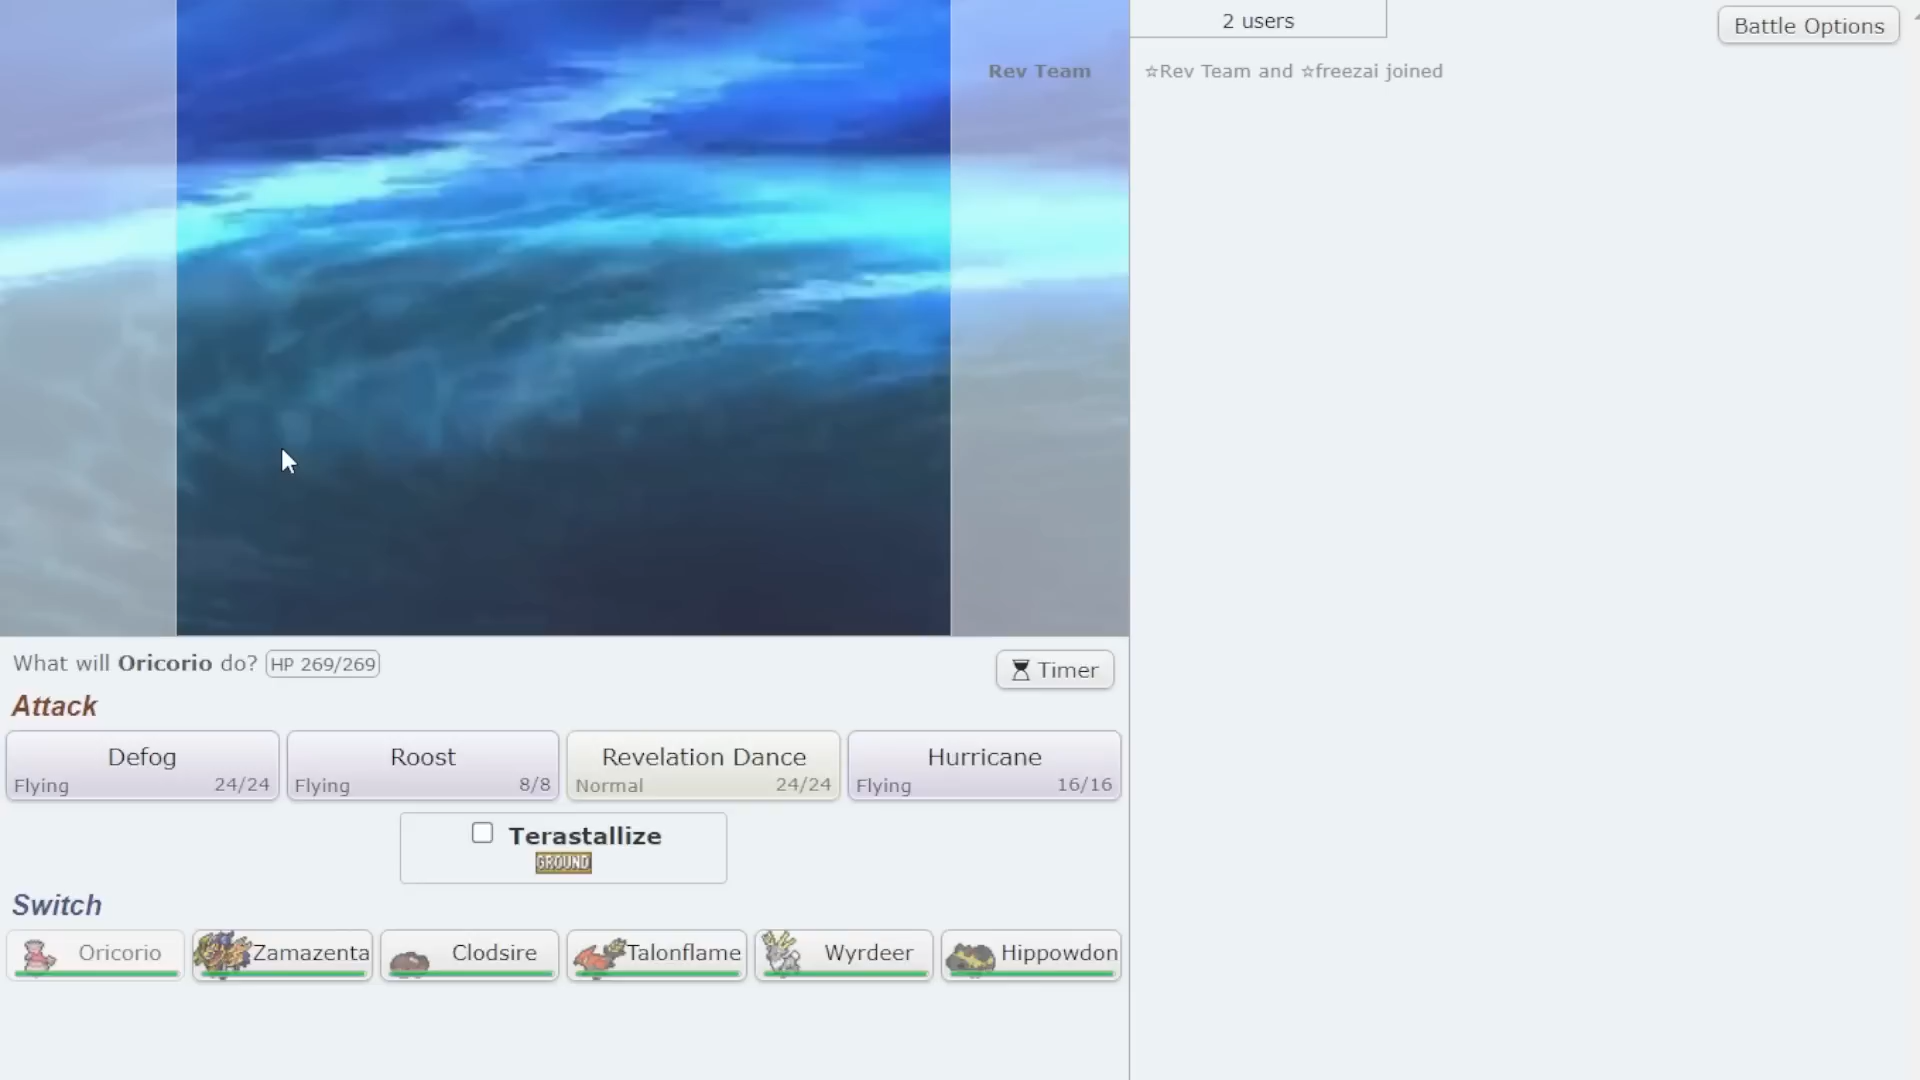 2 users
Battle Options
Rev Team
☆Rev Team and ☆freezai joined
What will Oricorio do? HP 269/269
Timer
Attack
Defog
Flying 24/24
Roost
Flying 8/8
Revelation Dance
Normal 24/24
Hurricane
Flying 16/16
Terastallize
GROUND
Switch
Oricorio
Zamazenta
Clodsire
Talonflame
Wyrdeer
Hippowdon